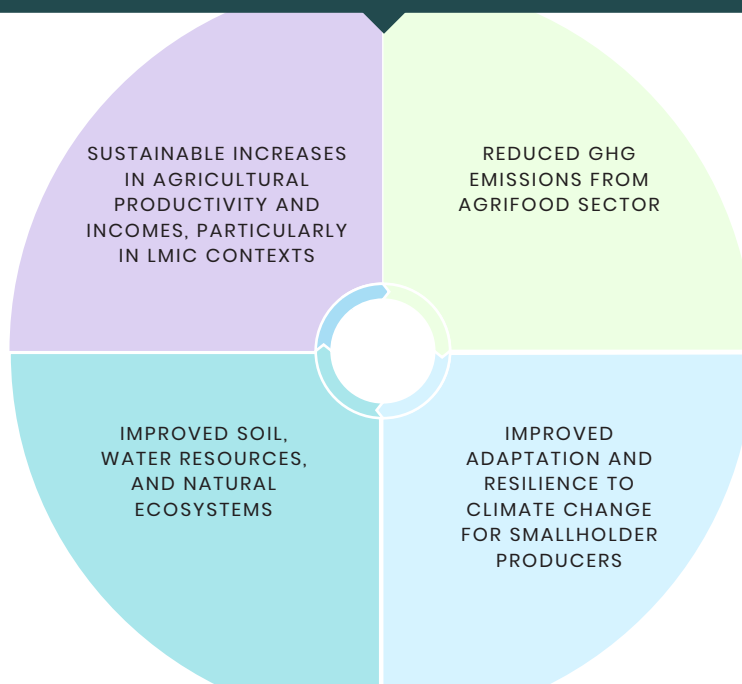 SUSTAINABLE INCREASES
IN AGRICULTURAL
PRODUCTIVITY AND
INCOMES, PARTICULARLY
IN LMIC CONTEXTS
REDUCED GHG
EMISSIONS FROM
AGRIFOOD SECTOR
IMPROVED SOIL,
WATER RESOURCES,
AND NATURAL
ECOSYSTEMS
IMPROVED
ADAPTATION AND
RESILIENCE TO
CLIMATE CHANGE
FOR SMALLHOLDER
PRODUCERS